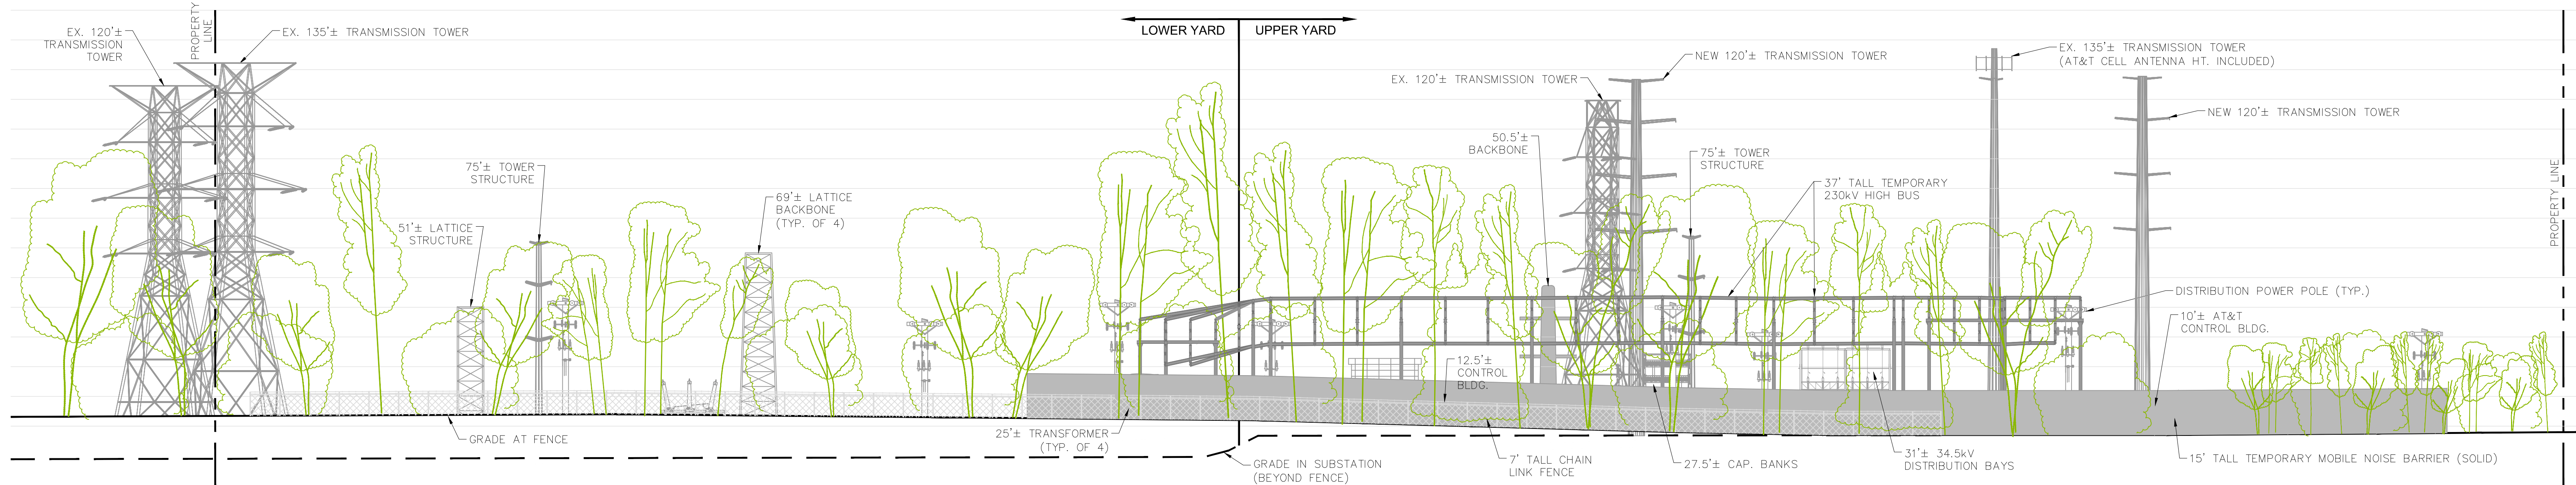 PROPERTY
LINE
EX. 120'±
TRANSMISSION
TOWER
EX. 135'± TRANSMISSION TOWER
LOWER YARD
UPPER YARD
NEW 120'± TRANSMISSION TOWER
EX. 120'± TRANSMISSION TOWER
EX. 135'± TRANSMISSION TOWER
(AT&T CELL ANTENNA HT. INCLUDED)
NEW 120'± TRANSMISSION TOWER
50.5'±
BACKBONE
75'± TOWER
STRUCTURE
75'± TOWER
STRUCTURE
37' TALL TEMPORARY
230kV HIGH BUS
69'± LATTICE
BACKBONE
(TYP. OF 4)
51'± LATTICE
STRUCTURE
PROPERTY LINE
DISTRIBUTION POWER POLE (TYP.)
10'± AT&T
CONTROL BLDG.
12.5'±
CONTROL
BLDG.
GRADE AT FENCE
25'± TRANSFORMER
(TYP. OF 4)
GRADE IN SUBSTATION
(BEYOND FENCE)
7' TALL CHAIN
LINK FENCE
27.5'± CAP. BANKS
31'± 34.5kV
DISTRIBUTION BAYS
15' TALL TEMPORARY MOBILE NOISE BARRIER (SOLID)